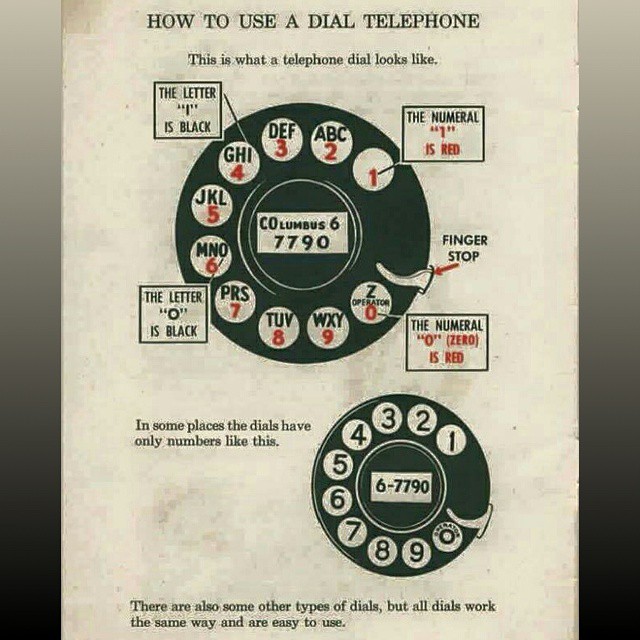 HOW TO USE A DIAL TELEPHONE
This is what a telephone dial looks like.
THE LETTER
"I"
IS BLACK
THE NUMERAL
"1"
IS RED
DEF
3
ABC
2
1
GHI
4
JKL
5
MNO
6
PRS
7
TUV
8
WXY
9
Z
OPERATOR
0
COLUMBUS 6
7790
FINGER
STOP
THE LETTER
"O"
IS BLACK
THE NUMERAL
"0" (ZERO)
IS RED
In some places the dials have
only numbers like this.
1
2
3
4
5
6
7
8
9
OPERATOR
0
6-7790
There are also some other types of dials, but all dials work
the same way and are easy to use.